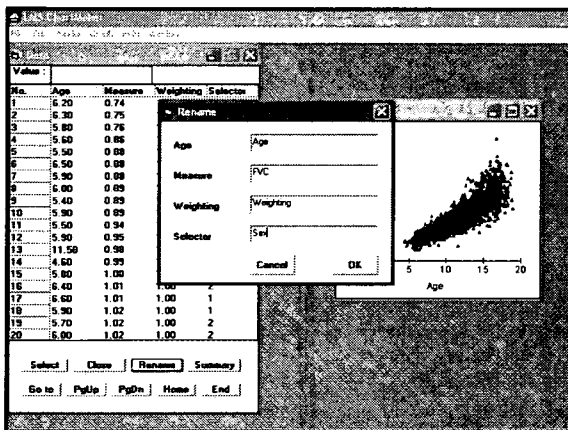 LMS ChartMaker
Value :
No. Age Measure Weighting Selector
1 6.20 0.74
2 6.30 0.75
3 5.80 0.76
4 5.60 0.86
5 6.50 0.88
6 6.50 0.88
7 5.90 0.88
8 6.00 0.89
9 5.40 0.89
10 5.90 0.89
11 5.50 0.94
12 5.90 0.95
13 11.50 0.98
14 4.60 0.99
15 5.80 1.00
16 6.40 1.01 1.00 2
17 6.60 1.01 1.00 1
18 5.90 1.02 1.00 1
19 5.70 1.02 1.00 2
20 6.00 1.02 1.00 2
Select Close Rename Summary
Go to PgUp PgDn Home End
Rename
Age Age
Measure FVC
Weighting Weighting
Selector Sex
Cancel OK
5 10 15 20
Age